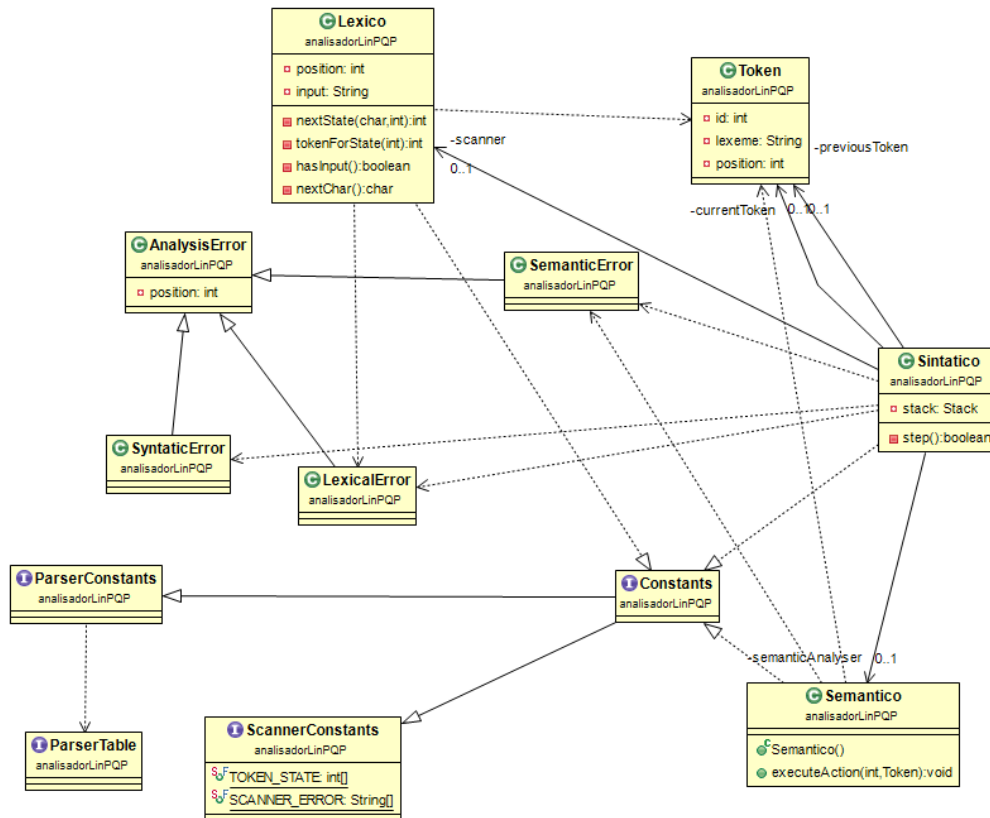 Lexico
analisadorLinPQP
position: int
input: String
nextState(char,int):int
tokenForState(int):int
hasInput():boolean
nextChar():char
Token
analisadorLinPQP
id: int
lexeme: String
position: int
-scanner
0..1
-previousToken
-currentToken
0..1
0..1
AnalysisError
analisadorLinPQP
position: int
SemanticError
analisadorLinPQP
Sintatico
analisadorLinPQP
stack: Stack
step():boolean
SyntaticError
analisadorLinPQP
LexicalError
analisadorLinPQP
ParserConstants
analisadorLinPQP
Constants
analisadorLinPQP
-semanticAnalyser
0..1
Semantico
analisadorLinPQP
Semantico()
executeAction(int,Token):void
ParserTable
analisadorLinPQP
ScannerConstants
analisadorLinPQP
TOKEN_STATE: int[]
SCANNER_ERROR: String[]